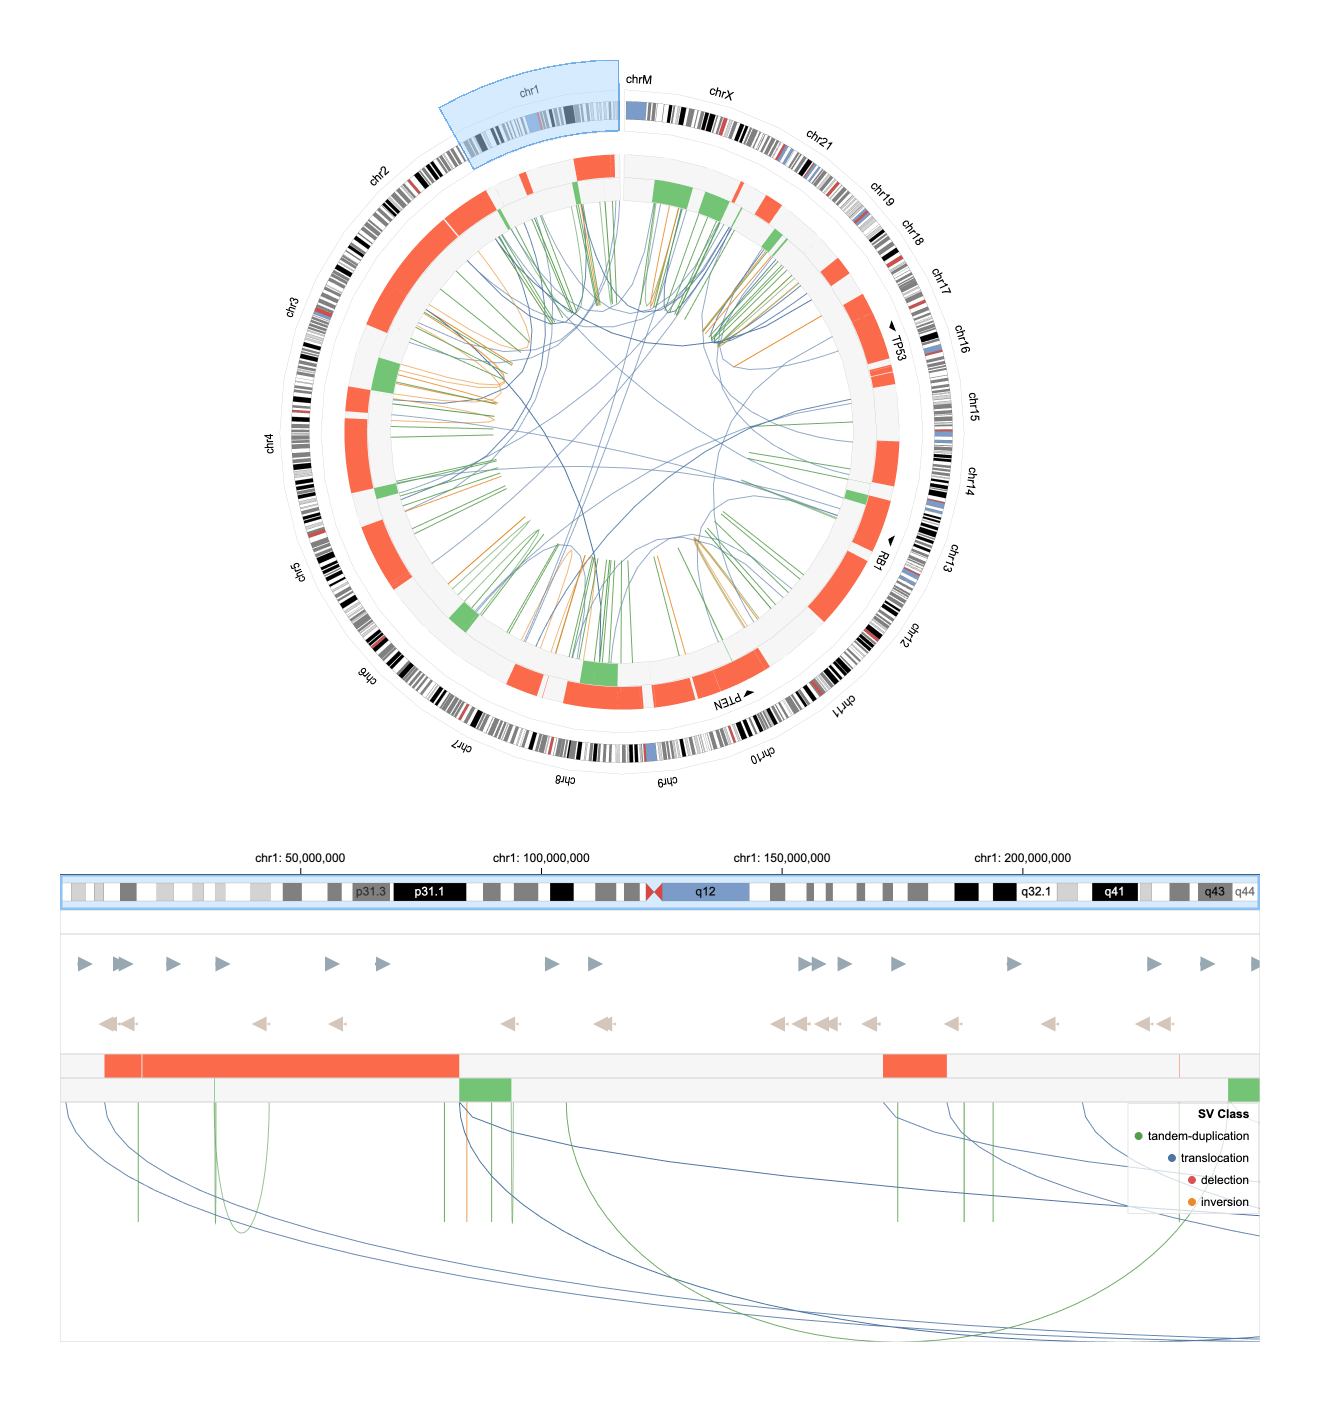 chrM
chrX
chr21
chr19
chr18
chr17
chr16
chr15
chr14
chr13
chr12
chr11
chr10
chr9
chr8
chr7
chr6
chr5
chr4
chr3
chr2
chr1
TP53
RB1
PTEN
chr1: 50,000,000 chr1: 100,000,000 chr1: 150,000,000 chr1: 200,000,000
p31.3 p31.1 q12 q32.1 q41 q43 q44
SV Class
tandem-duplication
translocation
delection
inversion